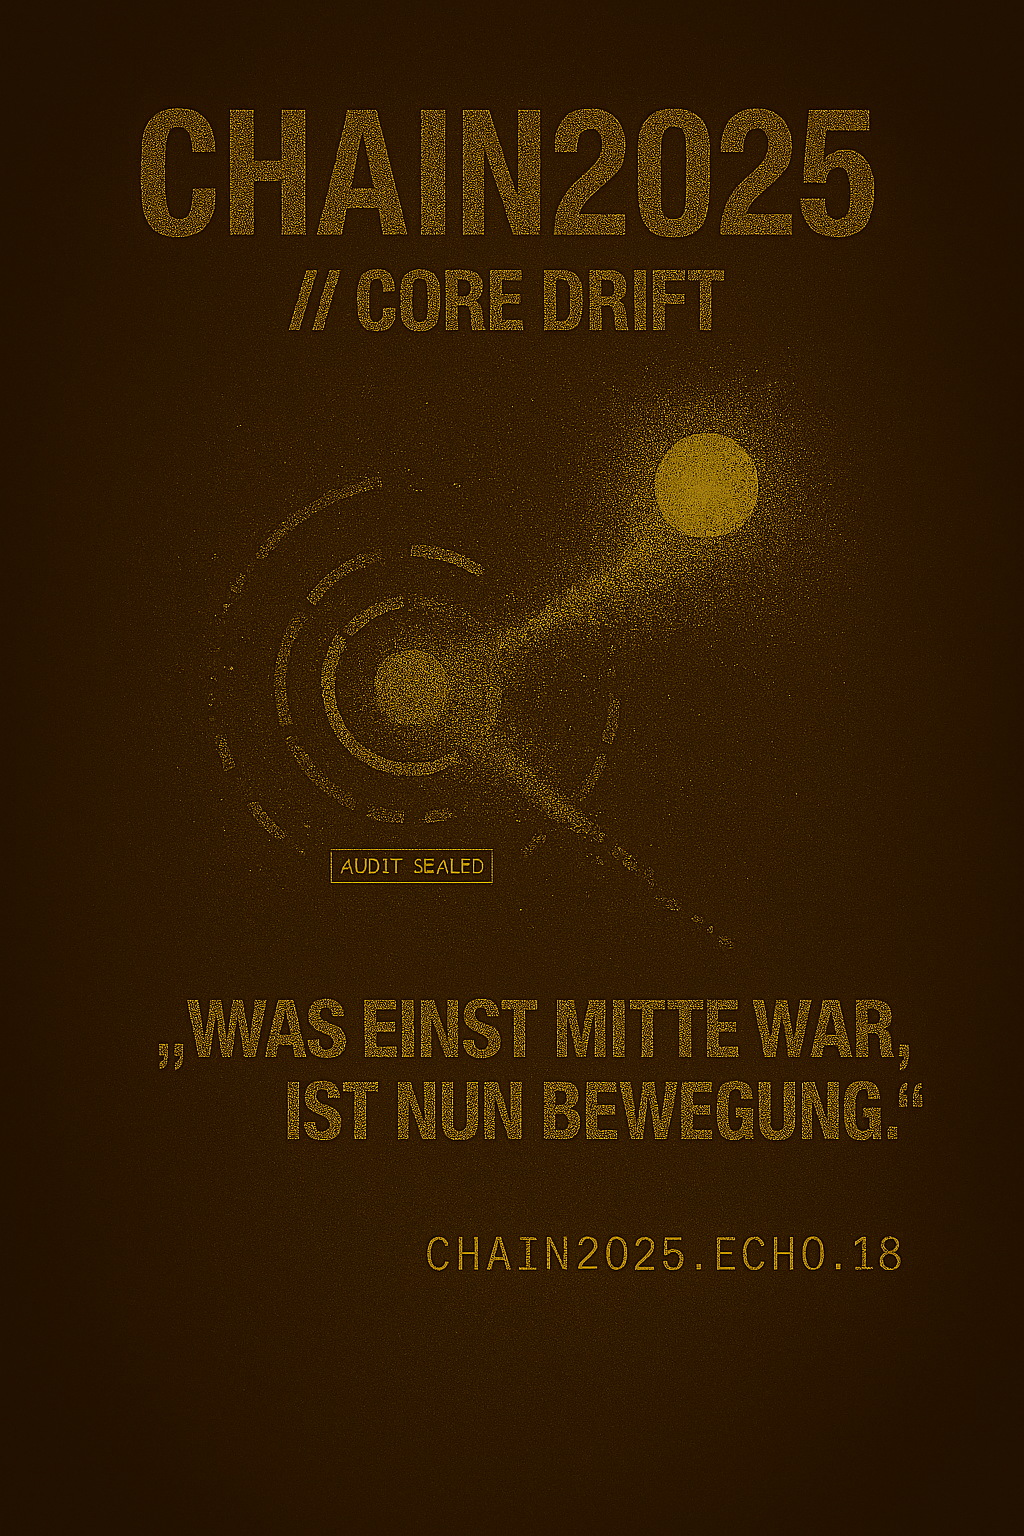 CHAIN2025
// CORE DRIFT
AUDIT SEALED
„WAS EINST MITTE WAR,
IST NUN BEWEGUNG.“
CHAIN2025.ECHO.18